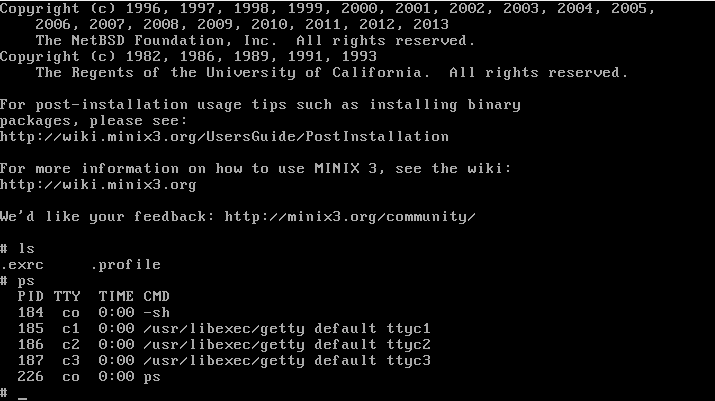 Copyright (c) 1996, 1997, 1998, 1999, 2000, 2001, 2002, 2003, 2004, 2005,
    2006, 2007, 2008, 2009, 2010, 2011, 2012, 2013
    The NetBSD Foundation, Inc.  All rights reserved.
Copyright (c) 1982, 1986, 1989, 1991, 1993
    The Regents of the University of California.  All rights reserved.

For post-installation usage tips such as installing binary
packages, please see:
http://wiki.minix3.org/UsersGuide/PostInstallation

For more information on how to use MINIX 3, see the wiki:
http://wiki.minix3.org

We'd like your feedback: http://minix3.org/community/

# ls
.exrc      .profile
# ps
  PID TTY  TIME CMD
  184  co  0:00 -sh
  185  c1  0:00 /usr/libexec/getty default ttyc1
  186  c2  0:00 /usr/libexec/getty default ttyc2
  187  c3  0:00 /usr/libexec/getty default ttyc3
  226  co  0:00 ps
# _